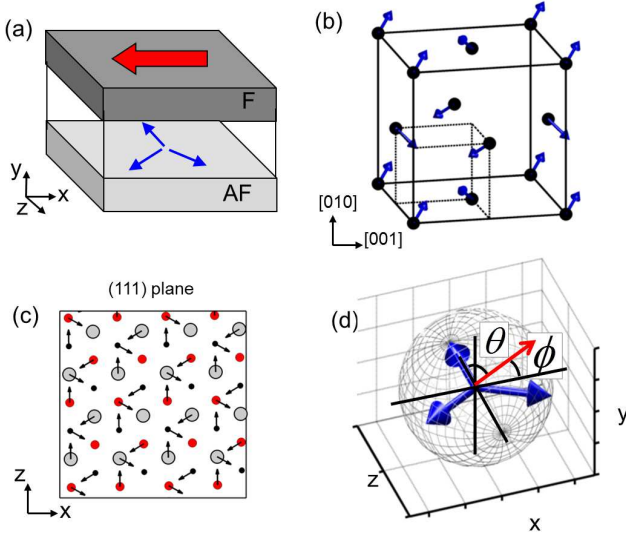 (a)
F
AF
y
x
z
(b)
[010]
[001]
(c)
(111) plane
z
x
(d)
θ
ϕ
y
z
x